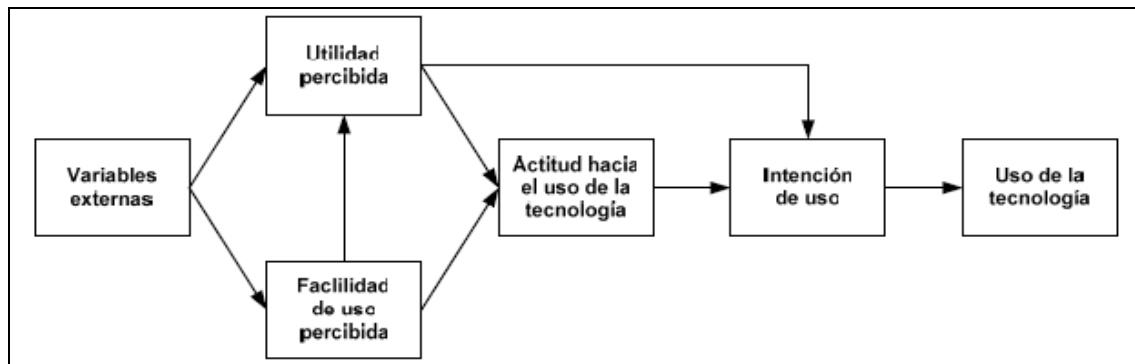 Utilidad
percibida
Variables
externas
Actitud hacia
el uso de la
tecnología
Intención
de uso
Uso de la
tecnología
Faclilidad
de uso
percibida